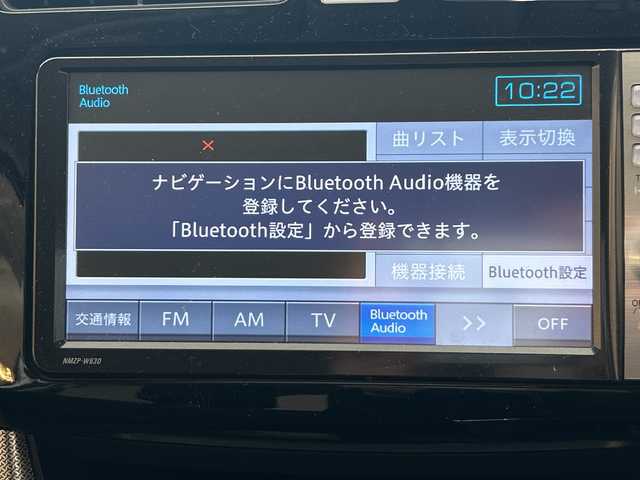 Bluetooth
Audio
10:22
×
曲リスト
表示切換
ナビゲーションにBluetooth Audio機器を
登録してください。
「Bluetooth設定」から登録できます。
機器接続
Bluetooth設定
交通情報
FM
AM
TV
Bluetooth
Audio
>>
OFF
NMZP-W63D